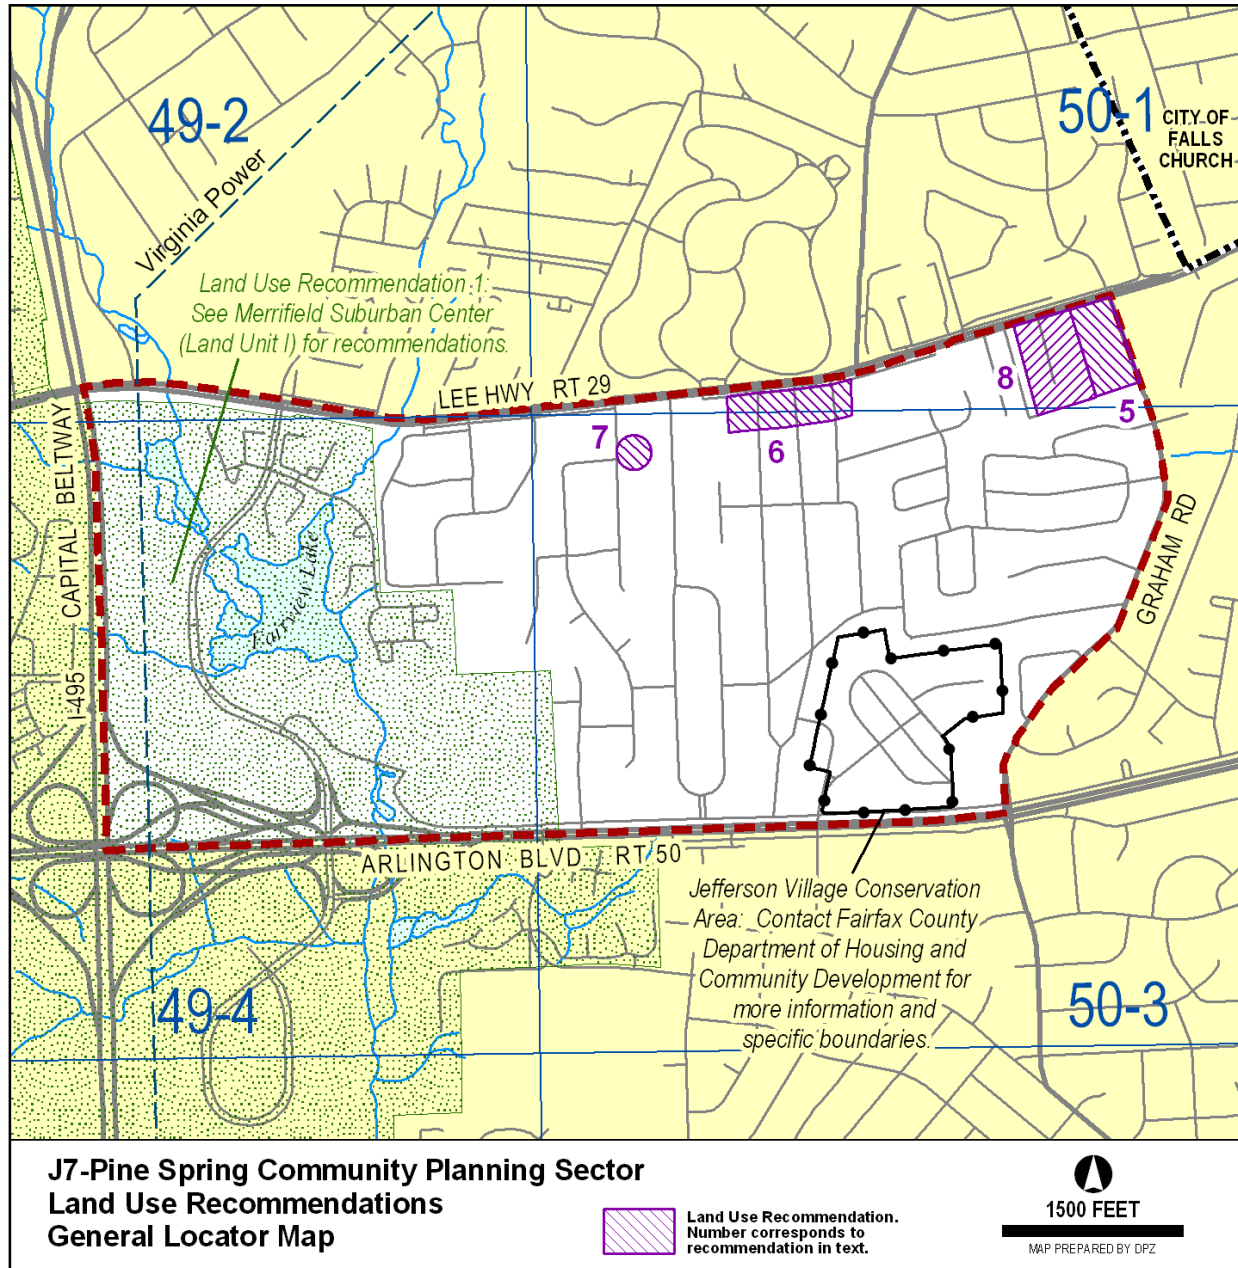 49-2
50-1
CITY OF
FALLS
CHURCH
Virginia Power
Land Use Recommendation 1:
See Merrifield Suburban Center
(Land Unit I) for recommendations.
LEE HWY RT 29
8
5
7
6
I-495 CAPITAL BELTWAY
Fairview Lake
GRAHAM RD
ARLINGTON BLVD RT 50
Jefferson Village Conservation
Area: Contact Fairfax County
Department of Housing and
Community Development for
more information and
specific boundaries.
49-4
50-3
J7-Pine Spring Community Planning Sector
Land Use Recommendations
General Locator Map
Land Use Recommendation.
Number corresponds to
recommendation in text.
1500 FEET
MAP PREPARED BY DPZ